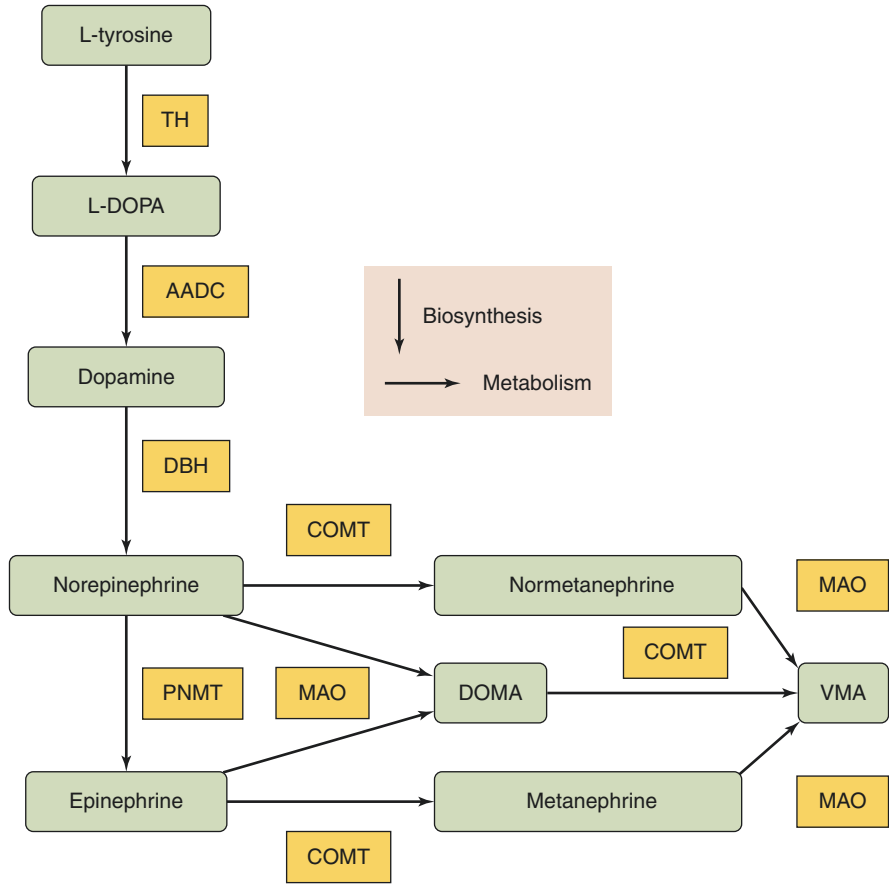 L-tyrosine
TH
L-DOPA
AADC
Biosynthesis
Dopamine
Metabolism
DBH
COMT
Norepinephrine
Normetanephrine
MAO
COMT
PNMT
MAO
DOMA
VMA
Epinephrine
Metanephrine
MAO
COMT